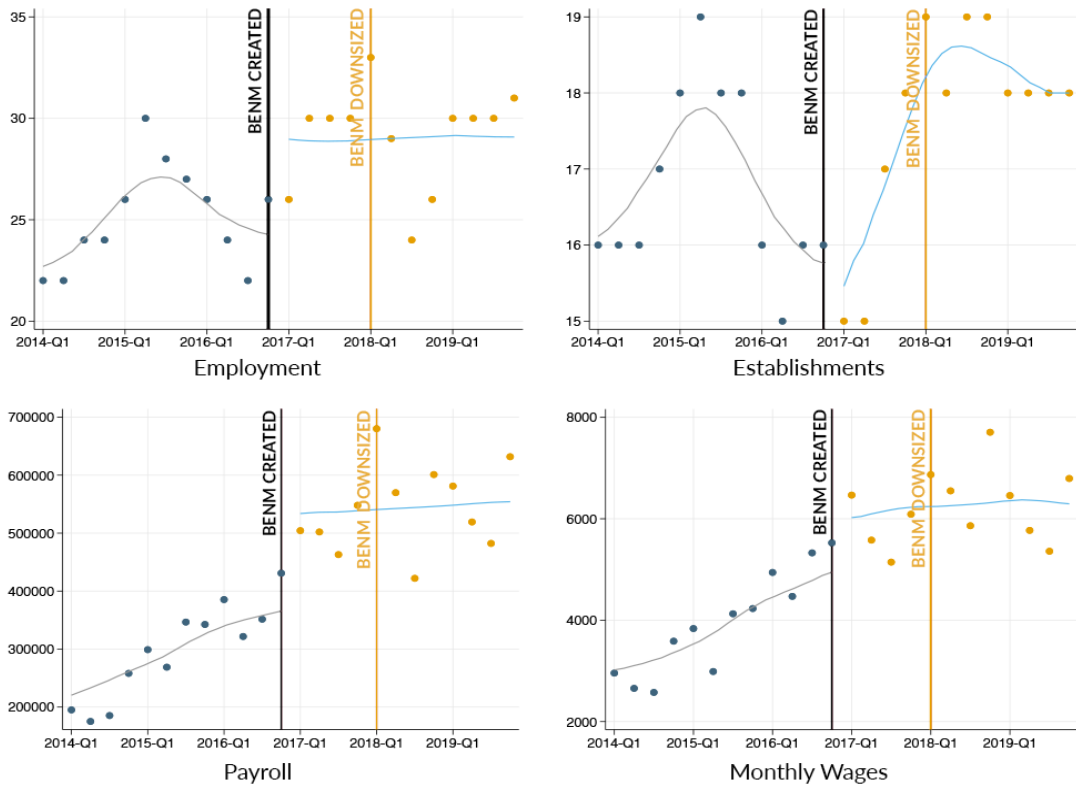 35
30
25
20
BENM CREATED
BENM DOWNSIZED
2014-Q1 2015-Q1 2016-Q1 2017-Q1 2018-Q1 2019-Q1
Employment
19
18
17
16
15
BENM CREATED
BENM DOWNSIZED
2014-Q1 2015-Q1 2016-Q1 2017-Q1 2018-Q1 2019-Q1
Establishments
700000
600000
500000
400000
300000
200000
BENM CREATED
BENM DOWNSIZED
2014-Q1 2015-Q1 2016-Q1 2017-Q1 2018-Q1 2019-Q1
Payroll
8000
6000
4000
2000
BENM CREATED
BENM DOWNSIZED
2014-Q1 2015-Q1 2016-Q1 2017-Q1 2018-Q1 2019-Q1
Monthly Wages